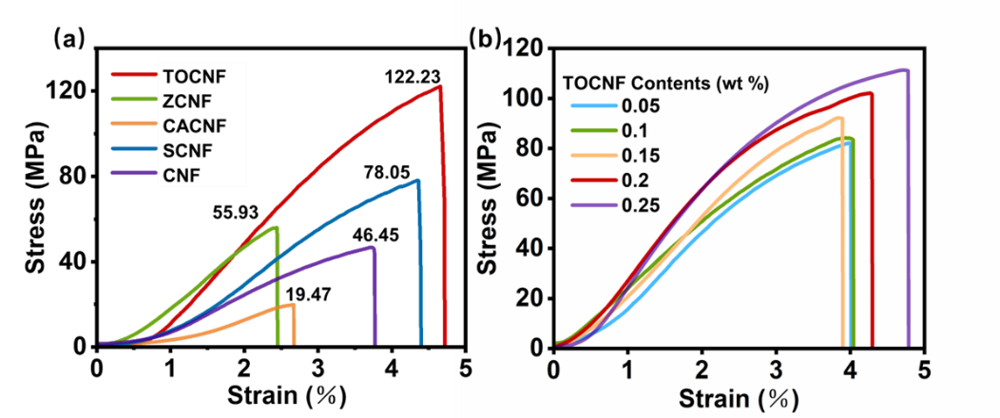 (a)
Stress (MPa)
120
80
40
0
0 1 2 3 4 5
Strain (%)
TOCNF
ZCNF
CACNF
SCNF
CNF
122.23
78.05
55.93
46.45
19.47
(b)
Stress (MPa)
120
100
80
60
40
20
0
0 1 2 3 4 5
Strain (%)
TOCNF Contents (wt %)
0.05
0.1
0.15
0.2
0.25